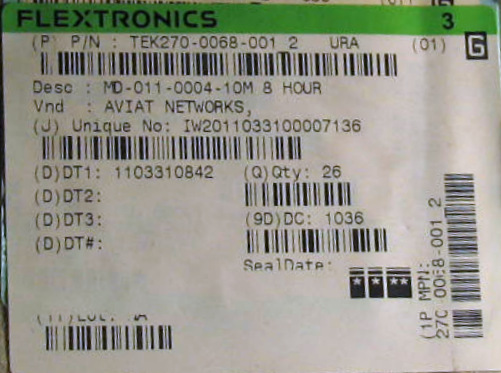 FLEXTRONICS 3
(P) P/N : TEK270-0068-001 2 URA (01) G
Desc : MD-011-0004-10M 8 HOUR
Vnd : AVIAT NETWORKS,
(J) Unique No: IW2011033100007136
(D)DT1: 1103310842 (Q)Qty: 26
(D)DT2:
(D)DT3: (9D)DC: 1036
(D)DT#:
SealDate:
(1P MPN:
270-0068-001 2